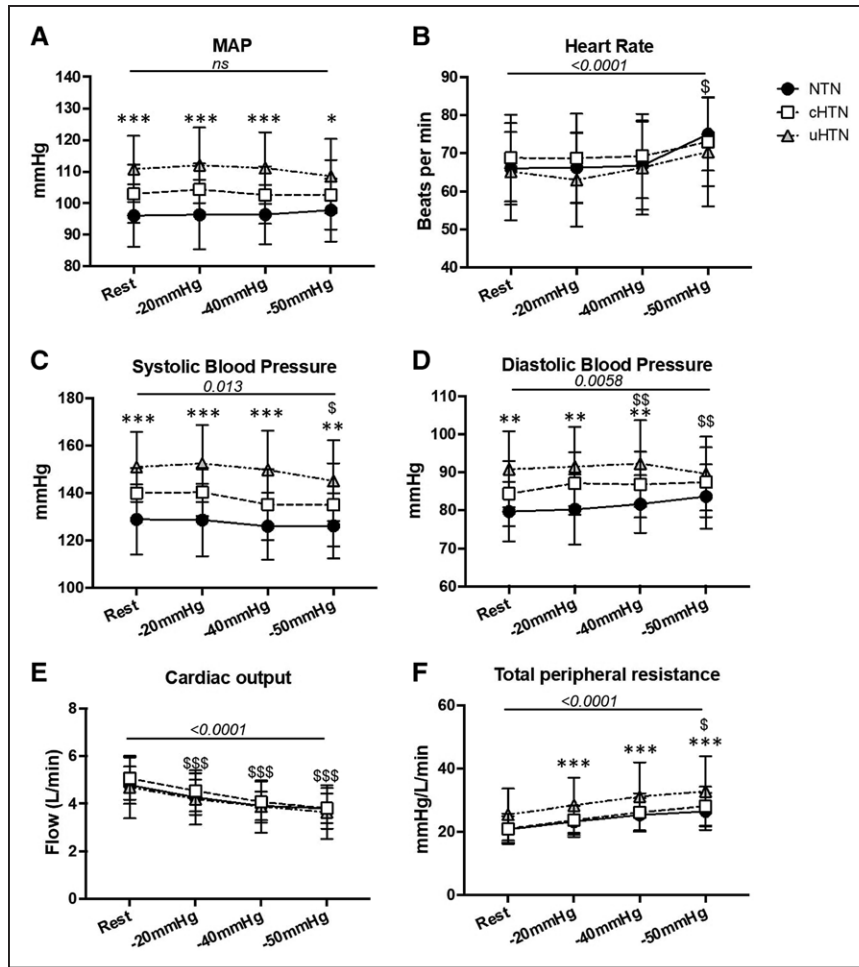 A
MAP
ns
*** *** *** *
mmHg
140
130
120
110
100
90
80
Rest
-20mmHg
-40mmHg
-50mmHg
B
Heart Rate
<0.0001
$
Beats per min
90
80
70
60
50
40
Rest
-20mmHg
-40mmHg
-50mmHg
NTN
cHTN
uHTN
C
Systolic Blood Pressure
0.013
$
*** *** *** **
mmHg
180
160
140
120
100
Rest
-20mmHg
-40mmHg
-50mmHg
D
Diastolic Blood Pressure
0.0058
$$
** ** ** $$
mmHg
110
100
90
80
70
60
Rest
-20mmHg
-40mmHg
-50mmHg
E
Cardiac output
<0.0001
$$$ $$$ $$$
Flow (L/min)
8
6
4
2
0
Rest
-20mmHg
-40mmHg
-50mmHg
F
Total peripheral resistance
<0.0001
$
*** *** ***
mmHg/L/min
60
40
20
0
Rest
-20mmHg
-40mmHg
-50mmHg